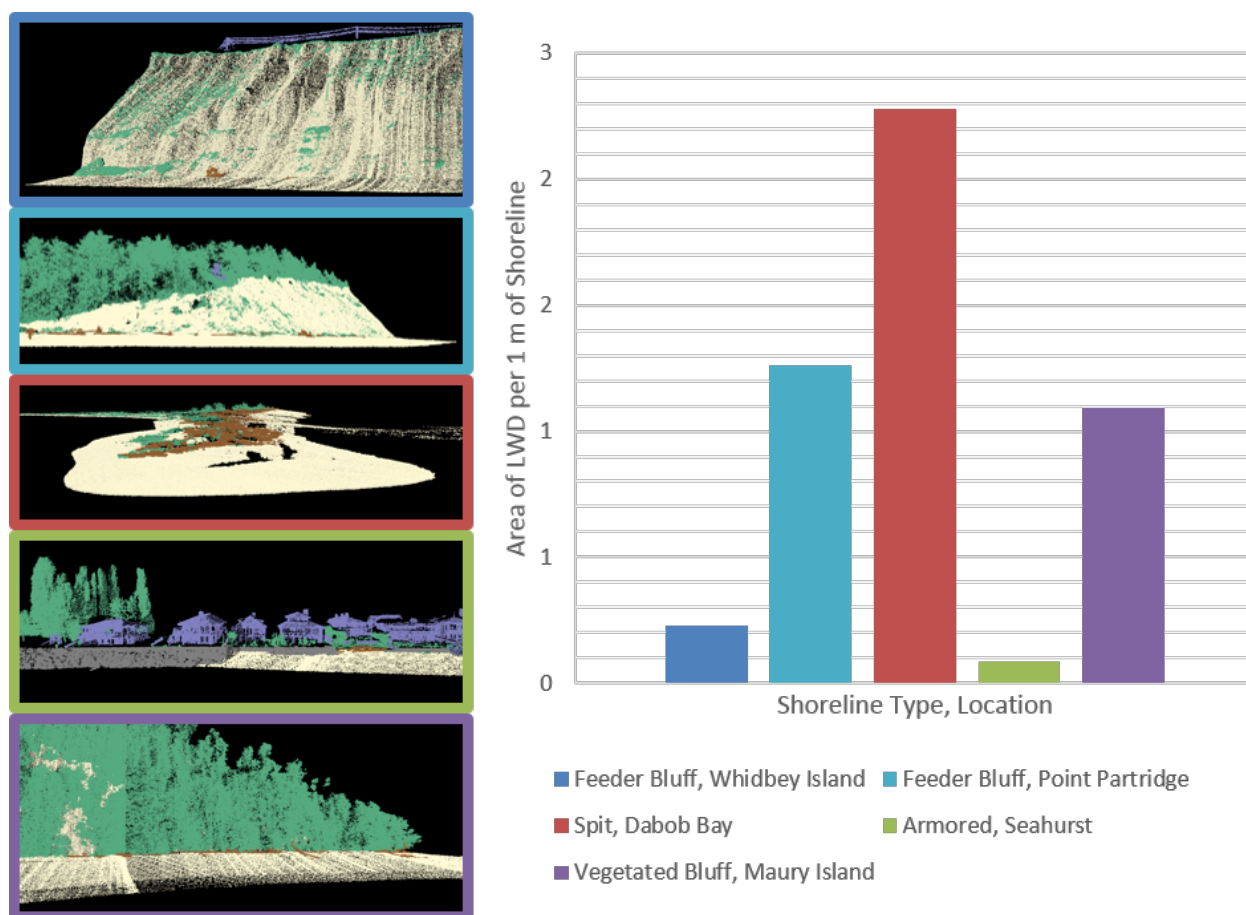 3
2
2
1
1
0
Area of LWD per 1 m of Shoreline
Shoreline Type, Location
Feeder Bluff, Whidbey Island
Feeder Bluff, Point Partridge
Spit, Dabob Bay
Armored, Seahurst
Vegetated Bluff, Maury Island